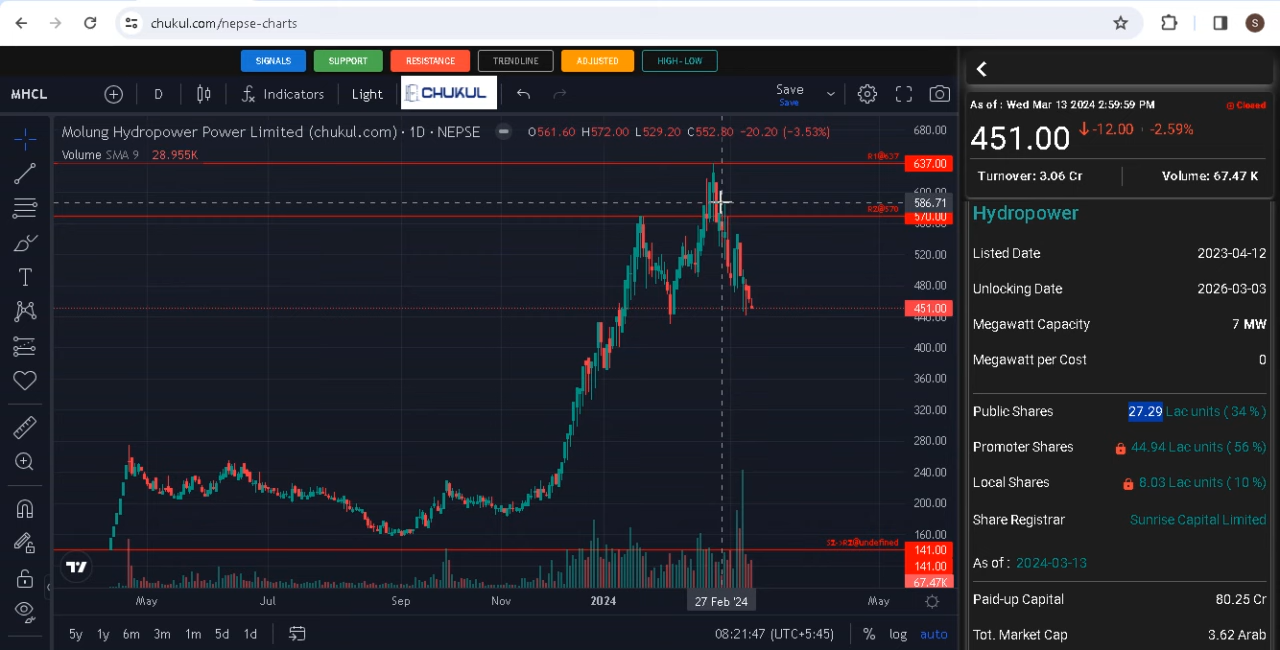 chukul.com/nepse-charts
S
SIGNALS SUPPORT RESISTANCE TRENDLINE ADJUSTED HIGH-LOW
MHCL D Indicators Light CHUKUL Save
Save
Molung Hydropower Power Limited (chukul.com) · 1D · NEPSE O561.60 H572.00 L529.20 C552.80 -20.20 (-3.53%)
Volume SMA 9 28.955K
680.00
R1@637 637.00
600.00
586.71
R2@570 570.00
560.00
520.00
480.00
451.00
440.00
400.00
360.00
320.00
280.00
240.00
200.00
160.00
141.00
141.00
67.47K
May Jul Sep Nov 2024 27 Feb '24 May
5y 1y 6m 3m 1m 5d 1d 08:21:47 (UTC+5:45) % log auto
As of : Wed Mar 13 2024 2:59:59 PM Closed
451.00 -12.00 -2.59%
Turnover: 3.06 Cr Volume: 67.47 K
Hydropower
Listed Date 2023-04-12
Unlocking Date 2026-03-03
Megawatt Capacity 7 MW
Megawatt per Cost 0
Public Shares 27.29 Lac units ( 34 % )
Promoter Shares 44.94 Lac units ( 56 %)
Local Shares 8.03 Lac units ( 10 %)
Share Registrar Sunrise Capital Limited
As of : 2024-03-13
Paid-up Capital 80.25 Cr
Tot. Market Cap 3.62 Arab